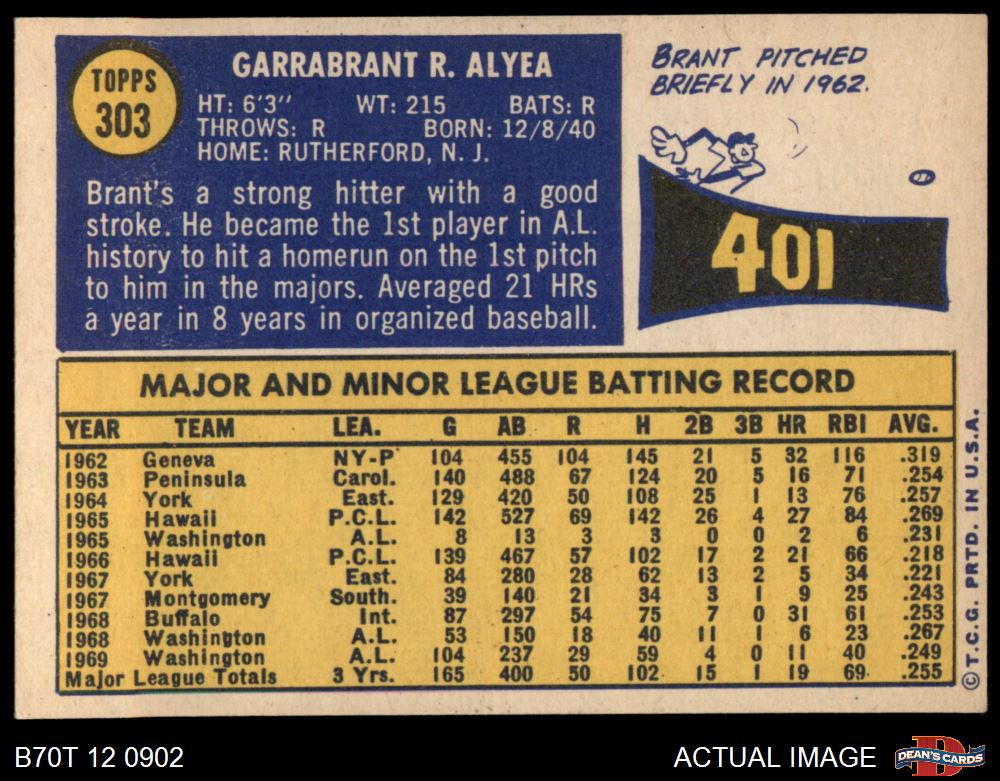 TOPPS
303
GARRABRANT R. ALYEA
HT: 6'3" WT: 215 BATS: R
THROWS: R BORN: 12/8/40
HOME: RUTHERFORD, N. J.
Brant's a strong hitter with a good
stroke. He became the 1st player in A.L.
history to hit a homerun on the 1st pitch
to him in the majors. Averaged 21 HRs
a year in 8 years in organized baseball.
BRANT PITCHED
BRIEFLY IN 1962.
401
MAJOR AND MINOR LEAGUE BATTING RECORD
YEAR TEAM LEA. G AB R H 2B 3B HR RBI AVG.
1962 Geneva NY-P 104 455 104 145 21 5 32 116 .319
1963 Peninsula Carol. 140 488 67 124 20 5 16 71 .254
1964 York East. 129 420 50 108 25 1 13 76 .257
1965 Hawaii P.C.L. 142 527 69 142 26 4 27 84 .269
1965 Washington A.L. 8 13 3 3 0 0 2 6 .231
1966 Hawaii P.C.L. 139 467 57 102 17 2 21 66 .218
1967 York East. 84 280 28 62 13 2 5 34 .221
1967 Montgomery South. 39 140 21 34 3 1 9 25 .243
1968 Buffalo Int. 87 297 54 75 7 0 31 61 .253
1968 Washington A.L. 53 150 18 40 11 1 6 23 .267
1969 Washington A.L. 104 237 29 59 4 0 11 40 .249
Major League Totals 3 Yrs. 165 400 50 102 15 1 19 69 .255
© T.C.G. PRTD. IN U.S.A.
B70T 12 0902
ACTUAL IMAGE
D
DEAN'S CARDS